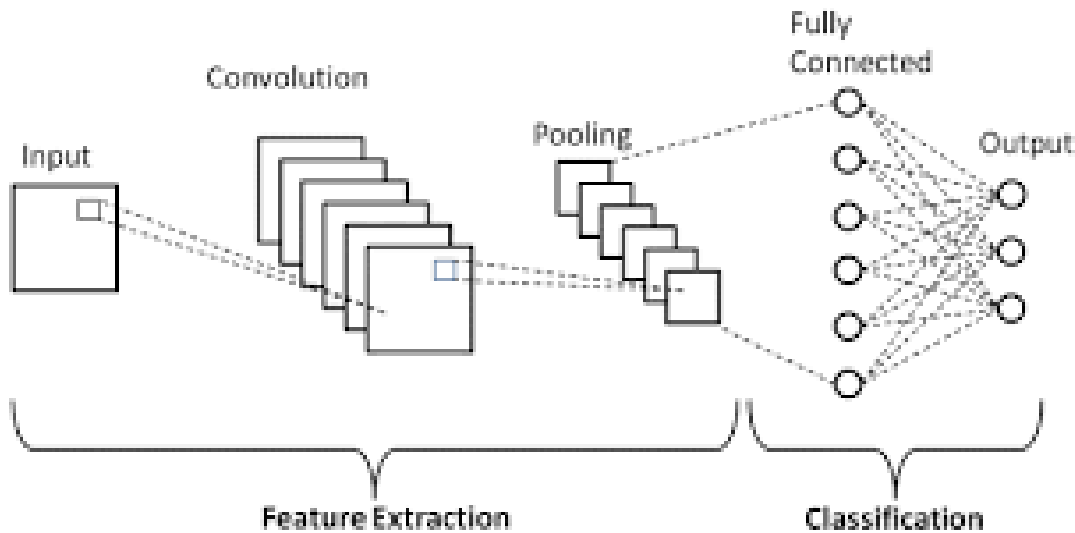 Fully
Connected
Convolution
Pooling
Input
Output
Feature Extraction
Classification